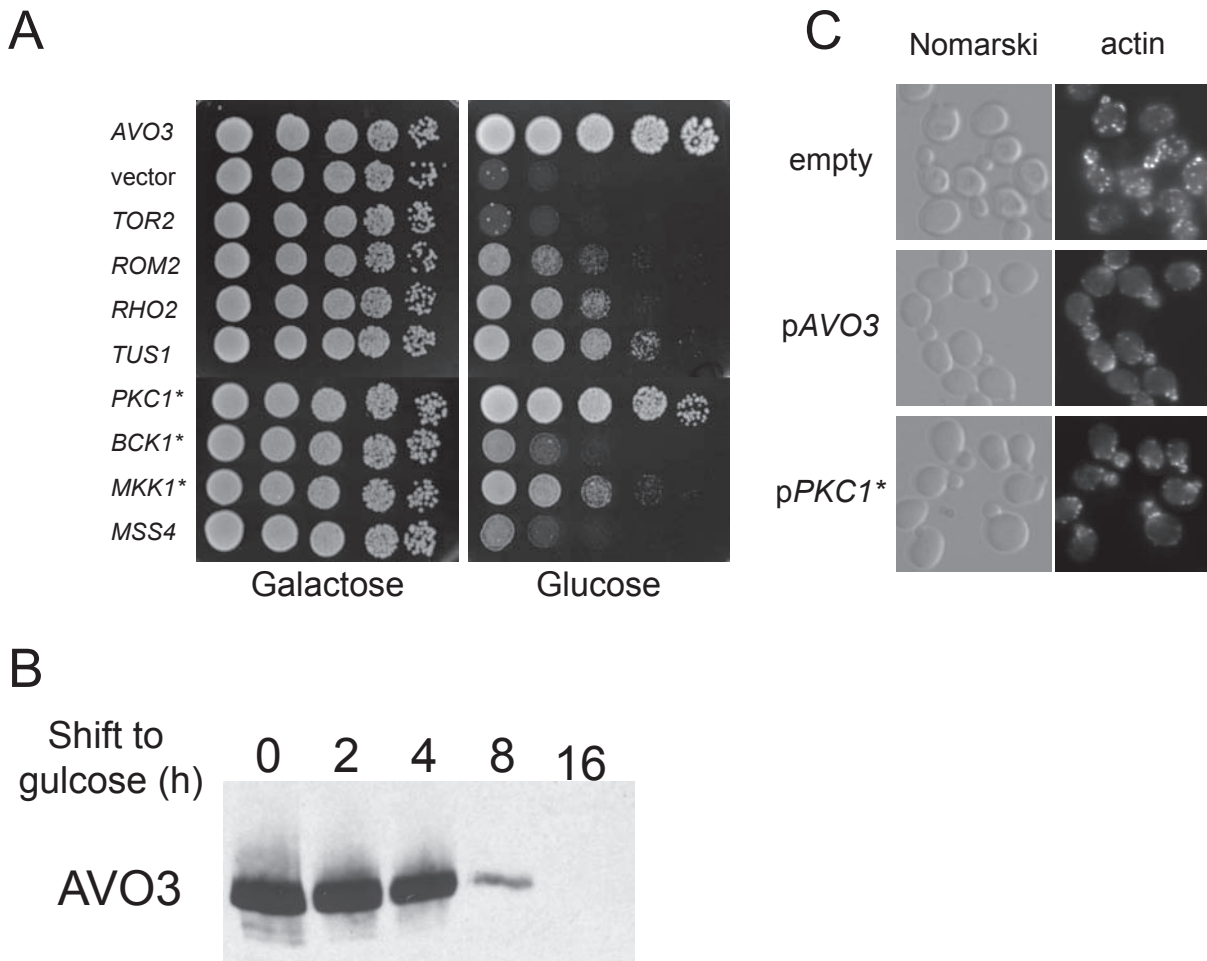 A
AVO3
vector
TOR2
ROM2
RHO2
TUS1
PKC1*
BCK1*
MKK1*
MSS4
Galactose
Glucose
B
Shift to
gulcose (h)
0 2 4 8 16
AVO3
C
Nomarski actin
empty
pAVO3
pPKC1*